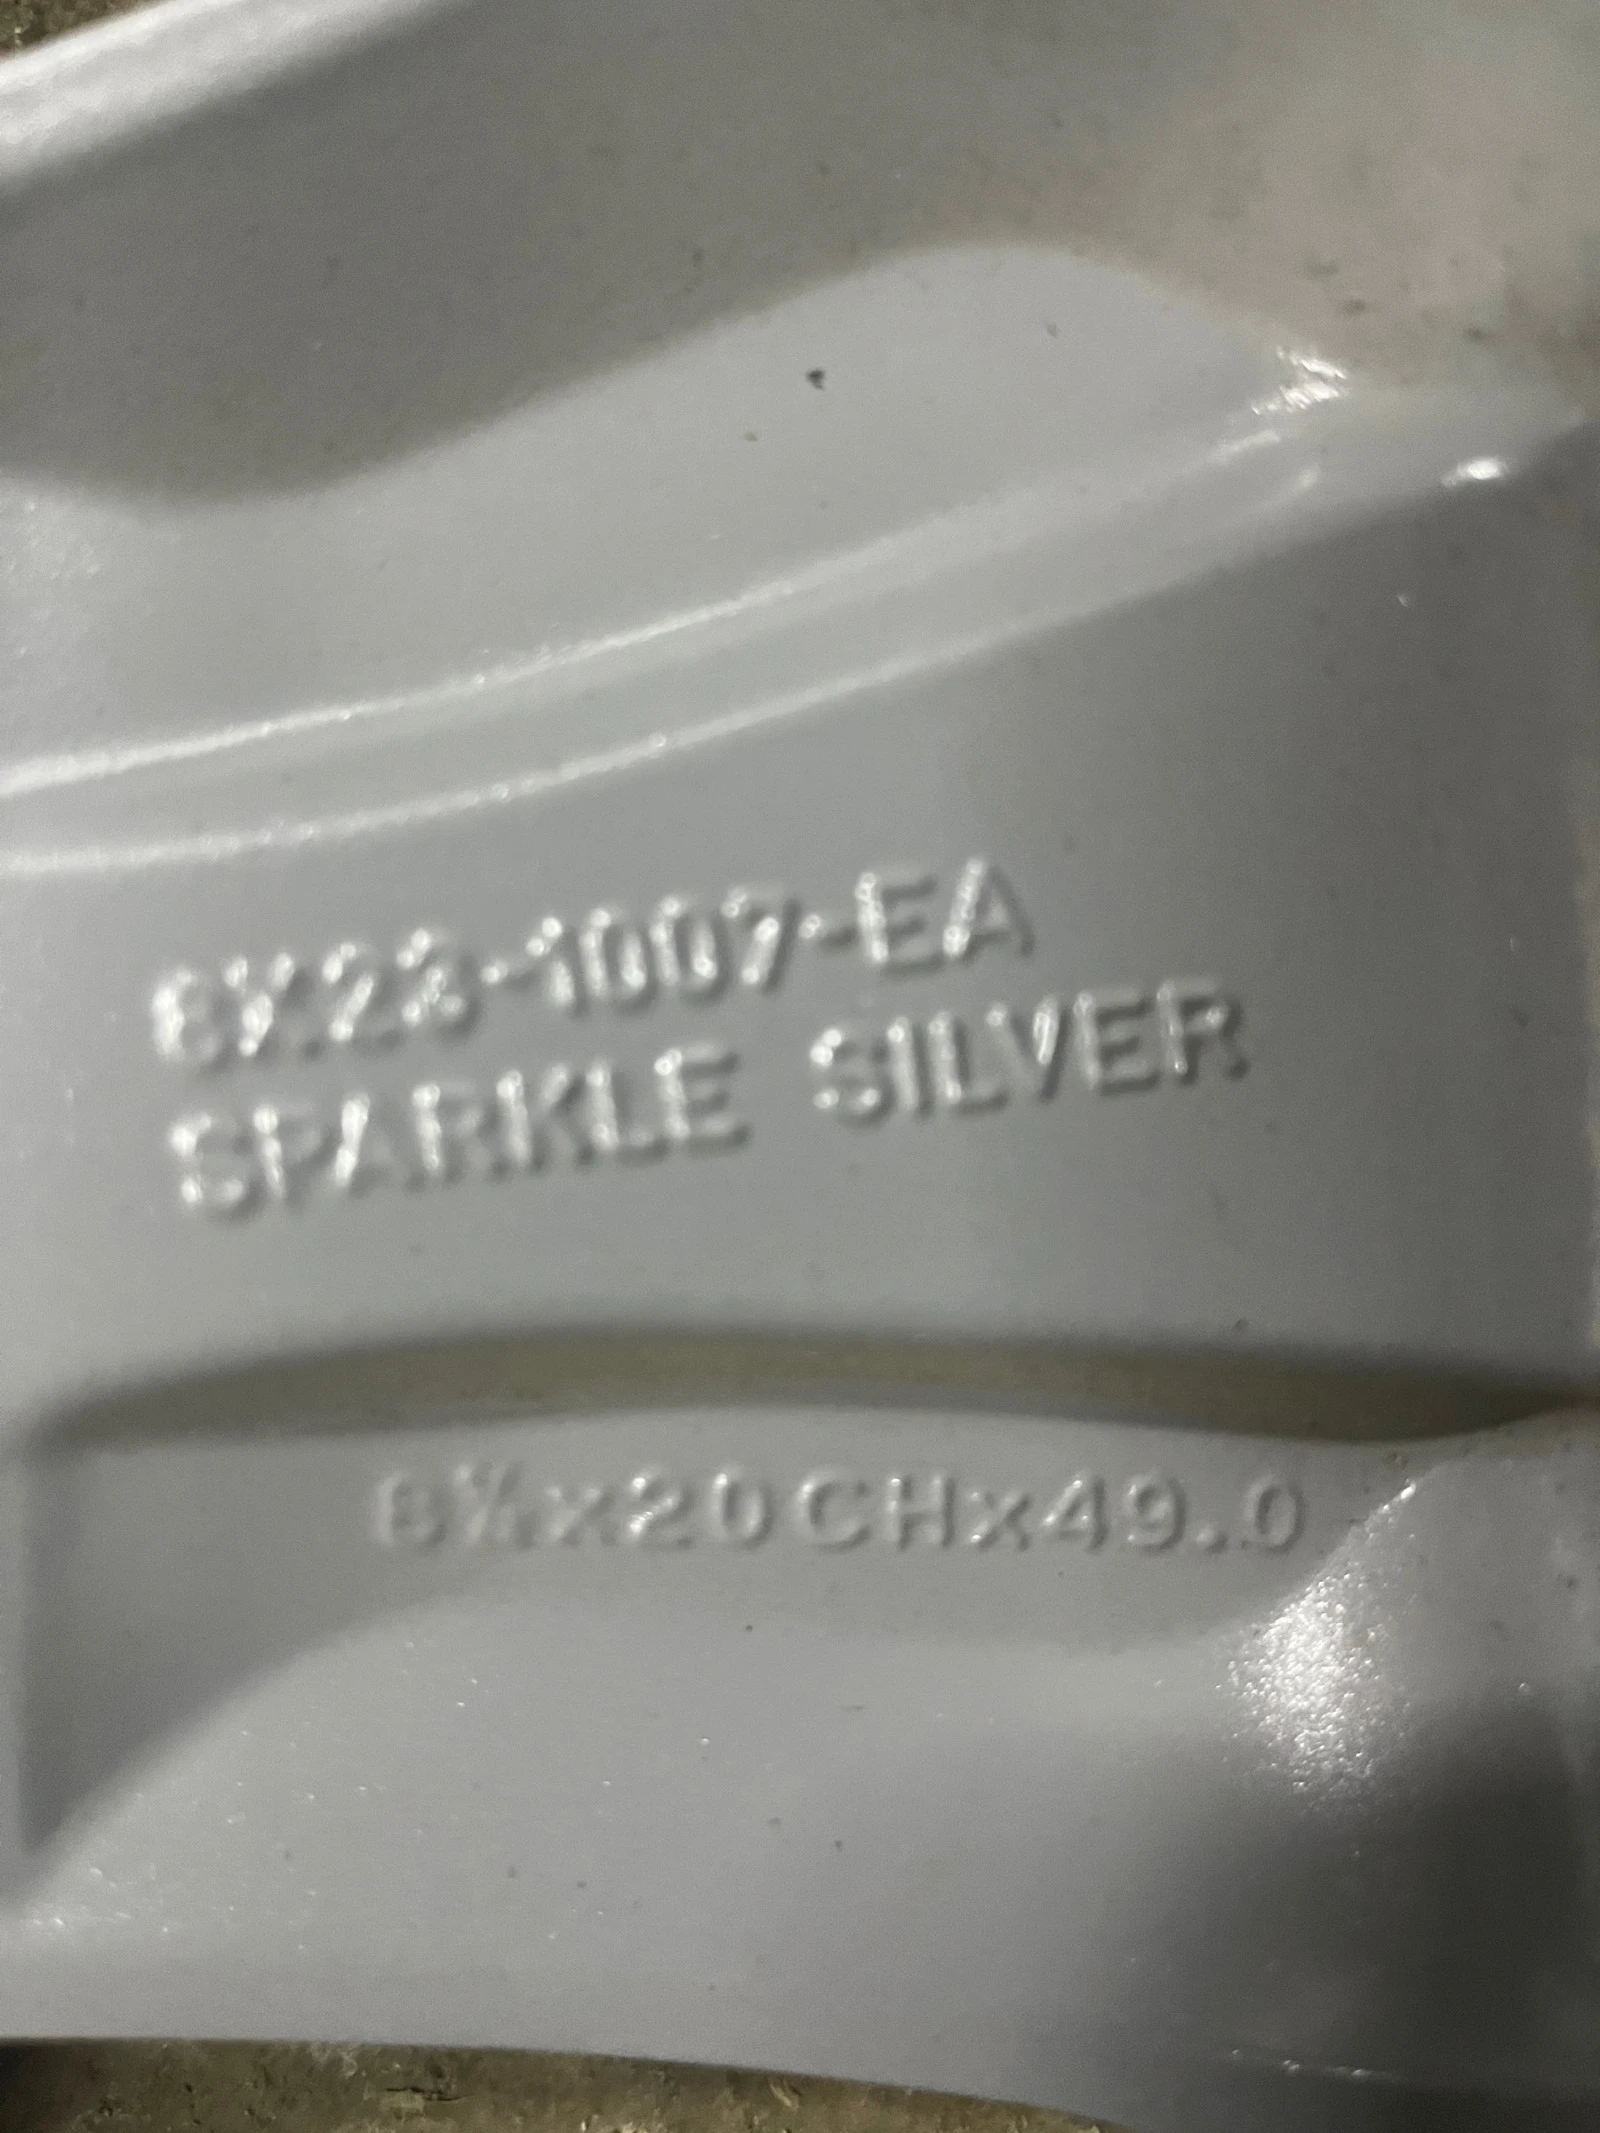 8X23-1007-EA
SPARKLE SILVER
8½x20CHx49.0